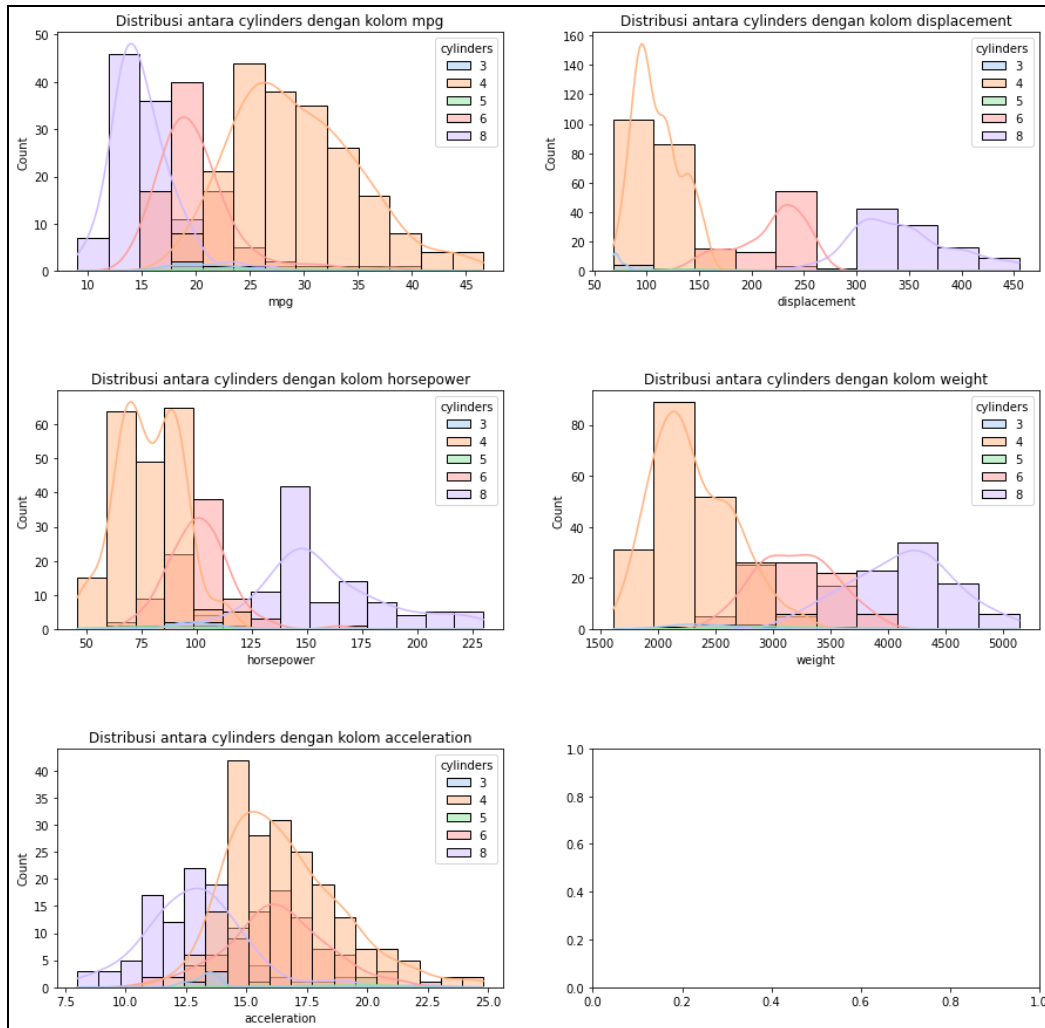 Distribusi antara cylinders dengan kolom mpg
50
40
30
20
10
0
Count
10 15 20 25 30 35 40 45
mpg
cylinders
3
4
5
6
8
Distribusi antara cylinders dengan kolom displacement
160
140
120
100
80
60
40
20
0
Count
50 100 150 200 250 300 350 400 450
displacement
cylinders
3
4
5
6
8
Distribusi antara cylinders dengan kolom horsepower
60
50
40
30
20
10
0
Count
50 75 100 125 150 175 200 225
horsepower
cylinders
3
4
5
6
8
Distribusi antara cylinders dengan kolom weight
80
60
40
20
0
Count
1500 2000 2500 3000 3500 4000 4500 5000
weight
cylinders
3
4
5
6
8
Distribusi antara cylinders dengan kolom acceleration
40
35
30
25
20
15
10
5
0
Count
7.5 10.0 12.5 15.0 17.5 20.0 22.5 25.0
acceleration
cylinders
3
4
5
6
8
1.0
0.8
0.6
0.4
0.2
0.0
0.0 0.2 0.4 0.6 0.8 1.0